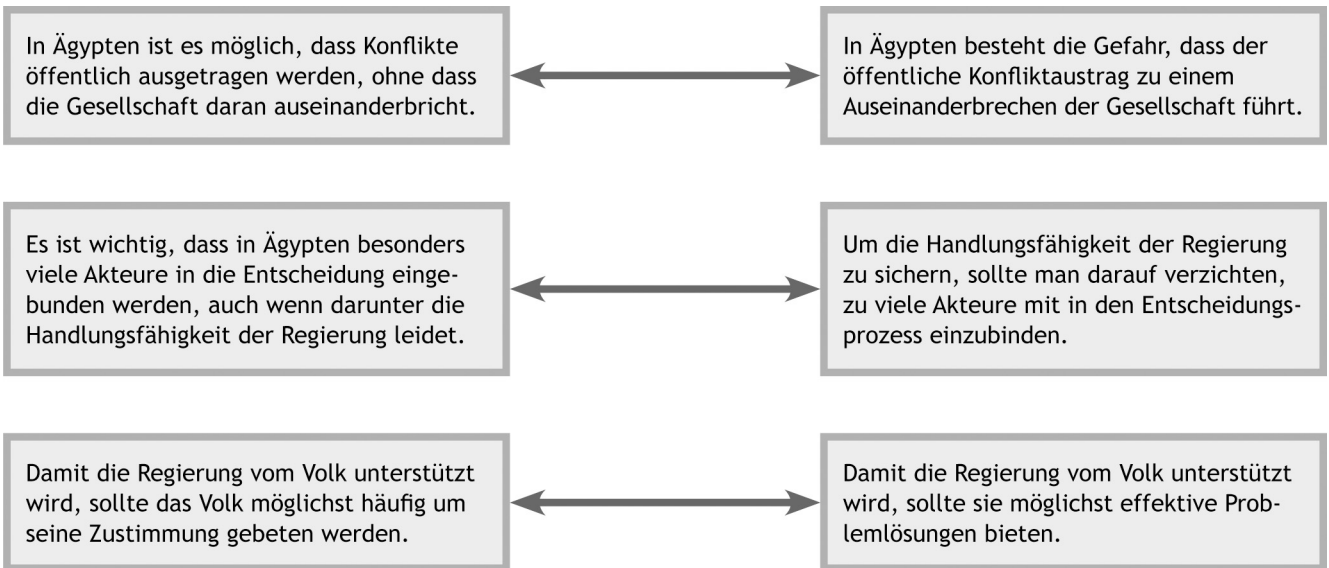 In Ägypten ist es möglich, dass Konflikte
öffentlich ausgetragen werden, ohne dass
die Gesellschaft daran auseinanderbricht.
In Ägypten besteht die Gefahr, dass der
öffentliche Konfliktaustrag zu einem
Auseinanderbrechen der Gesellschaft führt.
Es ist wichtig, dass in Ägypten besonders
viele Akteure in die Entscheidung einge-
bunden werden, auch wenn darunter die
Handlungsfähigkeit der Regierung leidet.
Um die Handlungsfähigkeit der Regierung
zu sichern, sollte man darauf verzichten,
zu viele Akteure mit in den Entscheidungs-
prozess einzubinden.
Damit die Regierung vom Volk unterstützt
wird, sollte das Volk möglichst häufig um
seine Zustimmung gebeten werden.
Damit die Regierung vom Volk unterstützt
wird, sollte sie möglichst effektive Prob-
lemlösungen bieten.